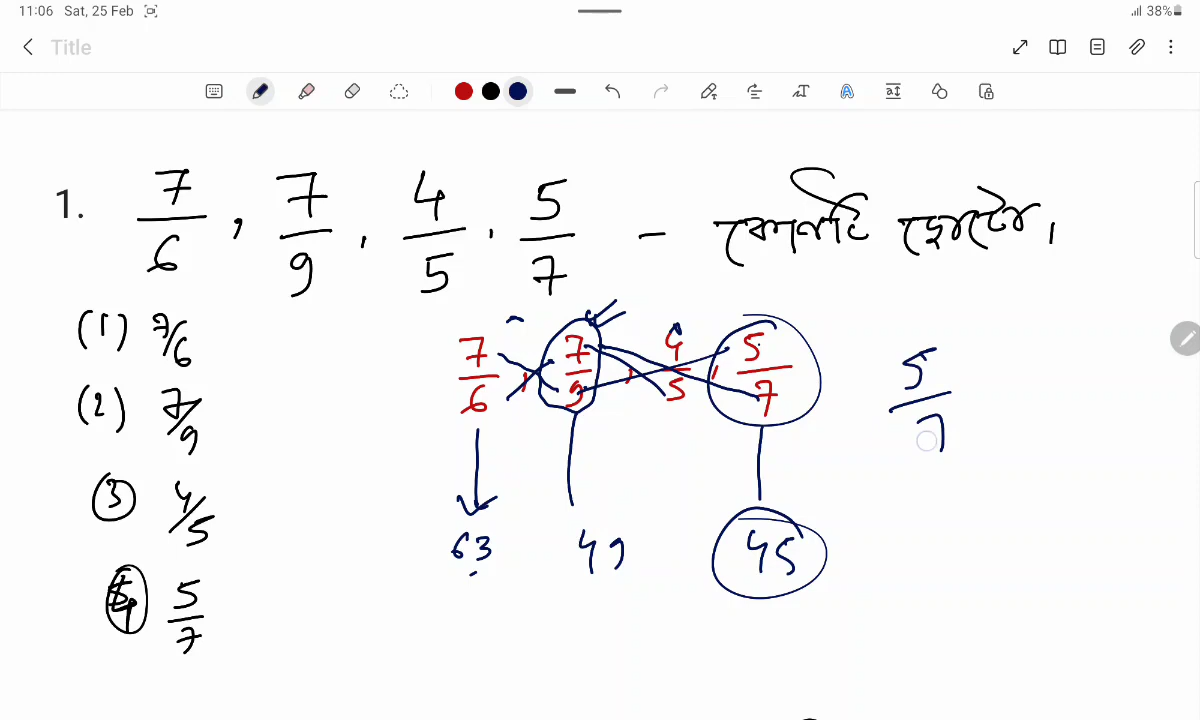 11:06 Sat, 25 Feb 38%
Title
1. 7/6, 7/9, 4/5, 5/7 - কোনটি ছোটো।
(1) 7/6
(2) 7/9
(3) 4/5
(4) 5/7
7/6, 7/9, 4/5, 5/7
5/7
63 49 45